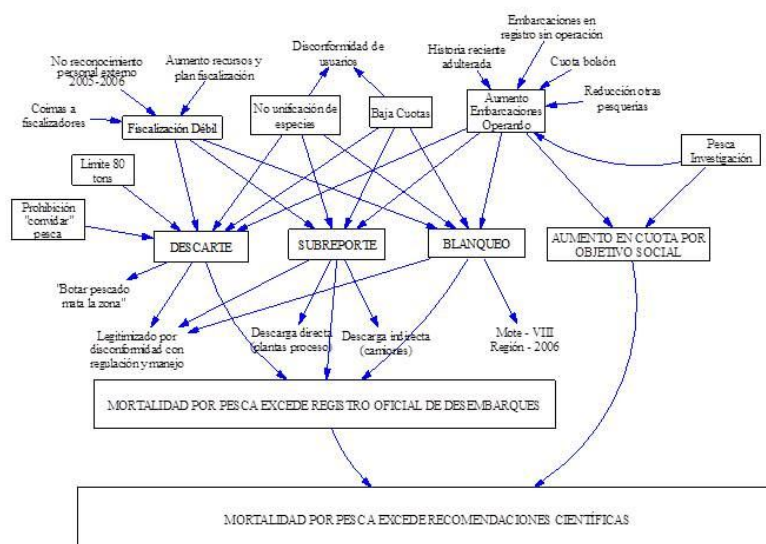 No reconocimiento
personal externo
2005-2006
Aumento recursos y
plan fiscalización
Disconformidad de
usuarios
Historia reciente
adulterada
Embarcaciones en
registro sin operación
Cuota bolsón
Reducción otras
pesquerias
Coimas a
fiscalizadores
Fiscalización Débil
No unificación de
especies
Baja Cuotas
Aumento
Embarcaciones
Operando
Pesca
Investigación
Limite 80
tons
Prohibición
"convidar"
pesca
DESCARTE
SUBREPORTE
BLANQUEO
AUMENTO EN CUOTA POR
OBJETIVO SOCIAL
"Botar pescado
mata la zona"
Legitimizado por
disconformidad con
regulación y manejo
Descarga directa
(plantas proceso)
Descarga indirecta
(camiones)
Mote - VIII
Región - 2006
MORTALIDAD POR PESCA EXCEDE REGISTRO OFICIAL DE DESEMBARQUES
MORTALIDAD POR PESCA EXCEDE RECOMENDACIONES CIENTÍFICAS